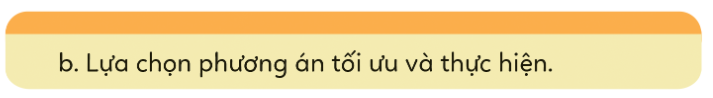 b. Lựa chọn phương án tối ưu và thực hiện.